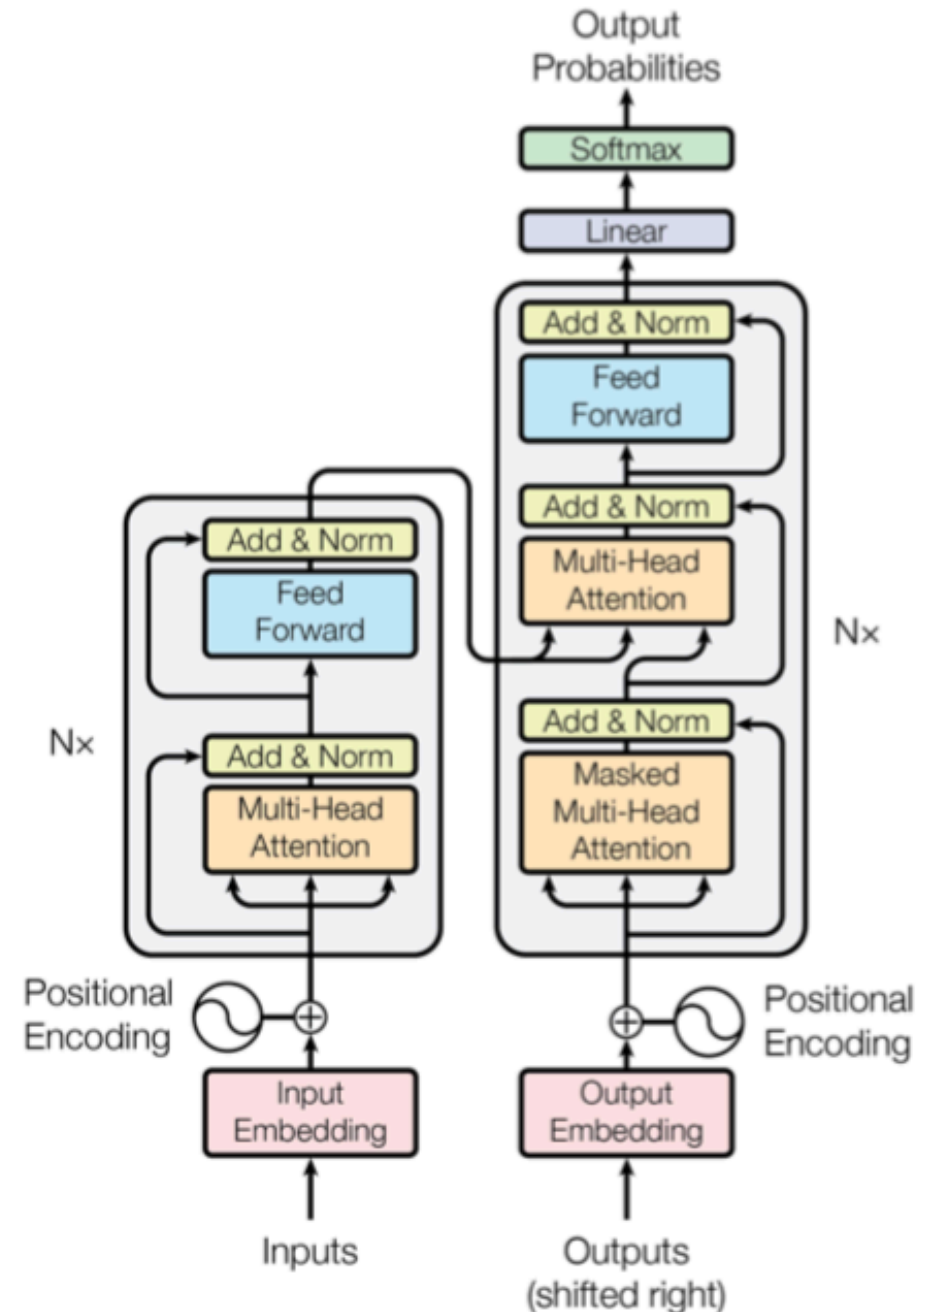 Output
Probabilities
Softmax
Linear
Add & Norm
Feed
Forward
Add & Norm
Multi-Head
Attention
Add & Norm
Masked
Multi-Head
Attention
N×
Add & Norm
Feed
Forward
Add & Norm
Multi-Head
Attention
N×
Positional
Encoding
Positional
Encoding
Input
Embedding
Output
Embedding
Inputs
Outputs
(shifted right)